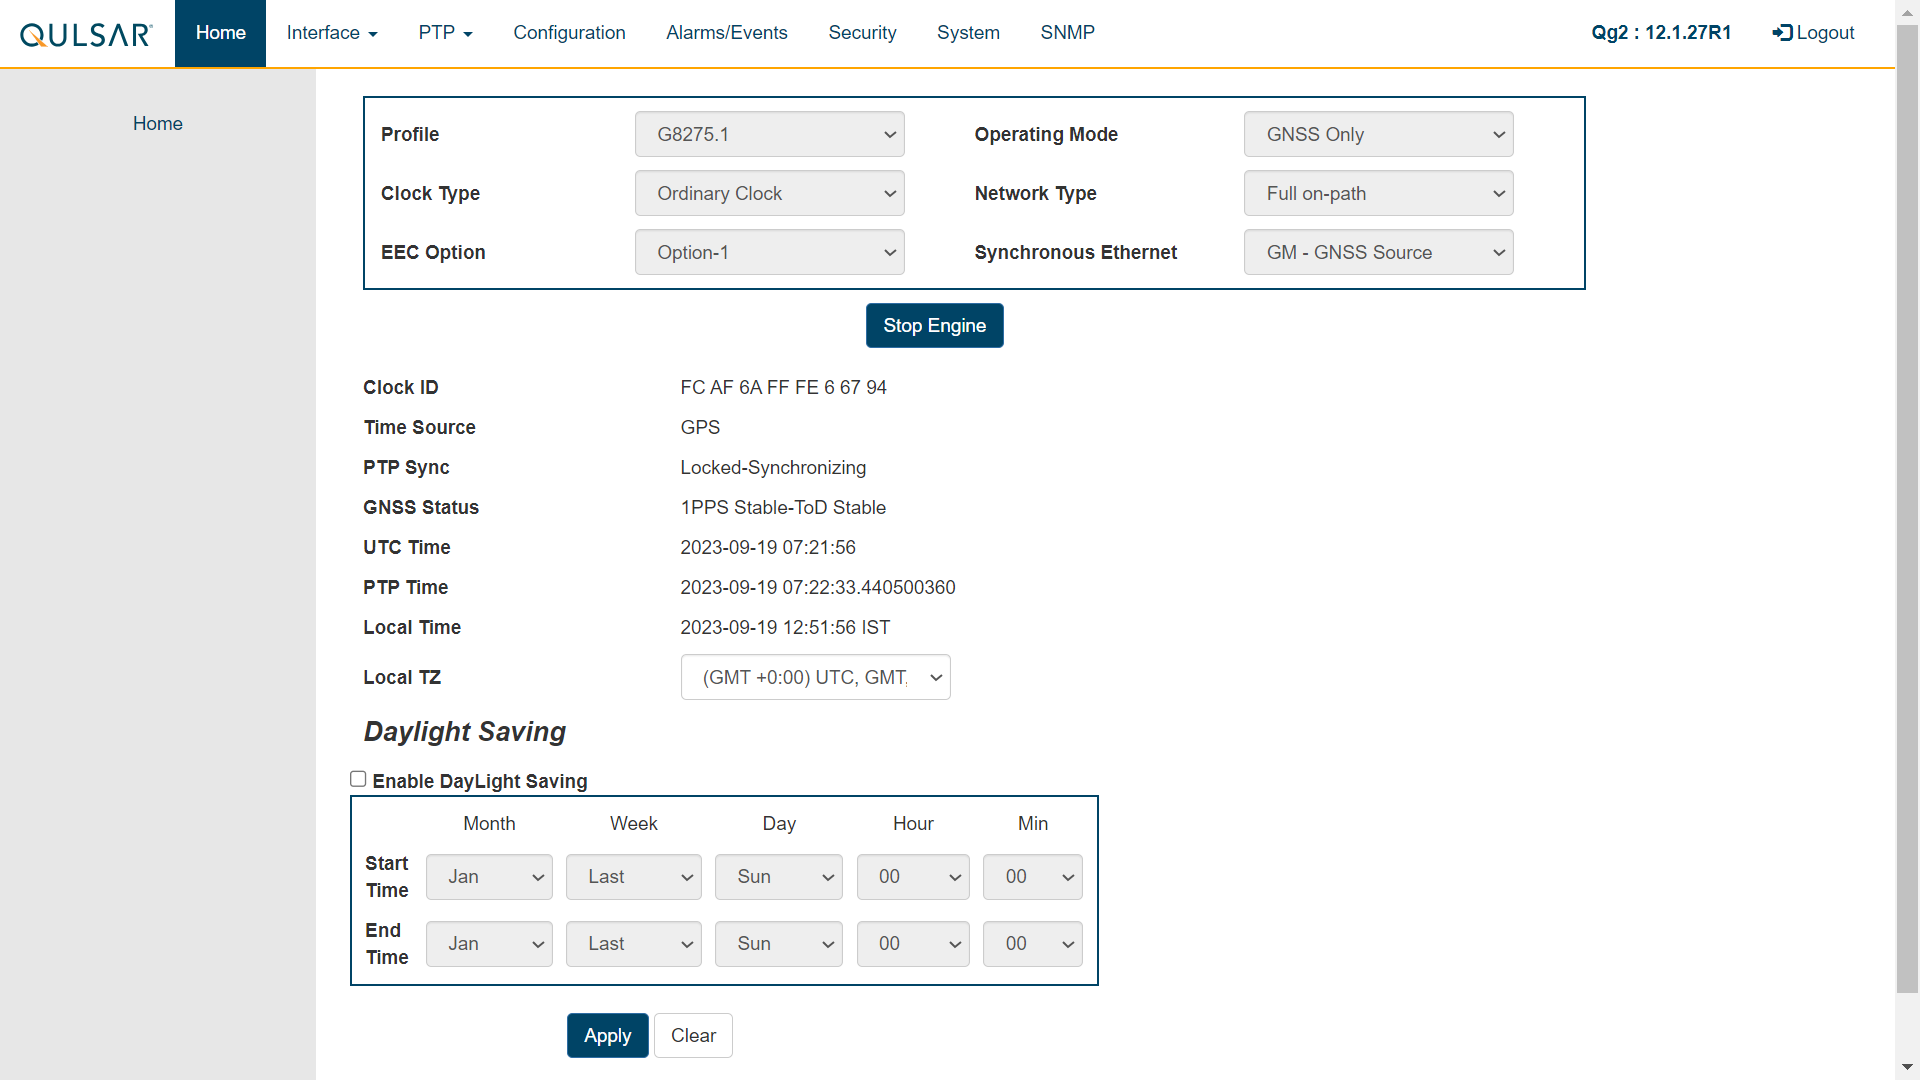 QULSAR Home Interface PTP Configuration Alarms/Events Security System SNMP Qg2 : 12.1.27R1 Logout
Home
Profile G8275.1 Operating Mode GNSS Only
Clock Type Ordinary Clock Network Type Full on-path
EEC Option Option-1 Synchronous Ethernet GM - GNSS Source
Stop Engine
Clock ID FC AF 6A FF FE 6 67 94
Time Source GPS
PTP Sync Locked-Synchronizing
GNSS Status 1PPS Stable-ToD Stable
UTC Time 2023-09-19 07:21:56
PTP Time 2023-09-19 07:22:33.440500360
Local Time 2023-09-19 12:51:56 IST
Local TZ (GMT +0:00) UTC, GMT,
Daylight Saving
Enable DayLight Saving
Month Week Day Hour Min
Start Time Jan Last Sun 00 00
End Time Jan Last Sun 00 00
Apply Clear